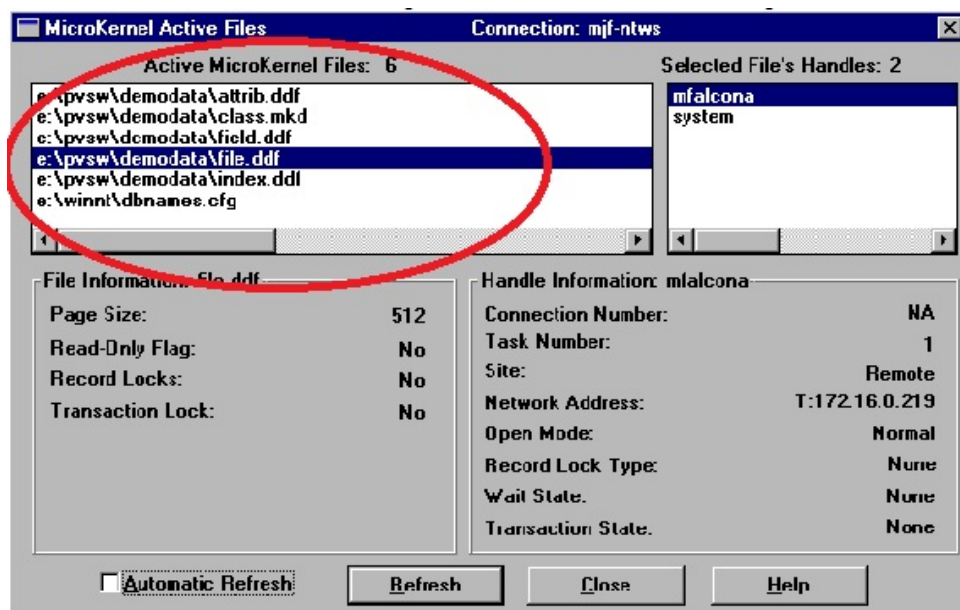 MicroKernel Active Files Connection: mjf-ntws
Active MicroKernel Files: 6
e:\pvsw\demodata\attrib.ddf
e:\pvsw\demodata\class.mkd
e:\pvsw\demodata\field.ddf
e:\pvsw\demodata\file.ddf
e:\pvsw\demodata\index.ddf
e:\winnt\dbnames.cfg
Selected File's Handles: 2
mfalcona
system
File Information: file.ddf
Page Size: 512
Read-Only Flag: No
Record Locks: No
Transaction Lock: No
Handle Information: mfalcona
Connection Number: NA
Task Number: 1
Site: Remote
Network Address: T:172.16.0.219
Open Mode: Normal
Record Lock Type: None
Wait State: None
Transaction State: None
Automatic Refresh Refresh Close Help